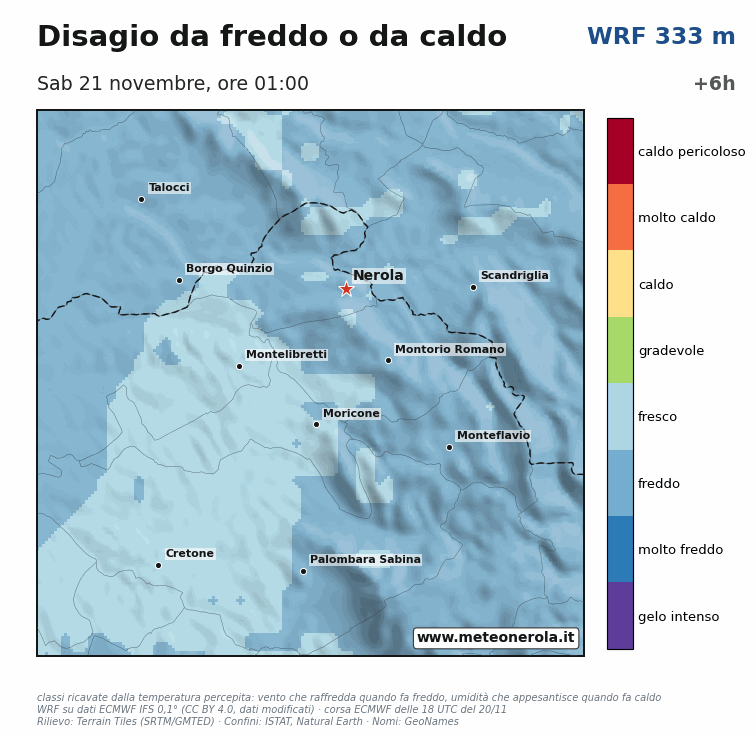 Disagio da freddo o da caldo
WRF 333 m
Sab 21 novembre, ore 01:00
+6h
Talocci
Borgo Quinzio
Nerola
Scandriglia
Montelibretti
Montorio Romano
Moricone
Monteflavio
Cretone
Palombara Sabina
www.meteonerola.it
caldo pericoloso
molto caldo
caldo
gradevole
fresco
freddo
molto freddo
gelo intenso
classi ricavate dalla temperatura percepita: vento che raffredda quando fa freddo, umidità che appesantisce quando fa caldo
WRF su dati ECMWF IFS 0,1° (CC BY 4.0, dati modificati) · corsa ECMWF delle 18 UTC del 20/11
Rilievo: Terrain Tiles (SRTM/GMTED) · Confini: ISTAT, Natural Earth · Nomi: GeoNames